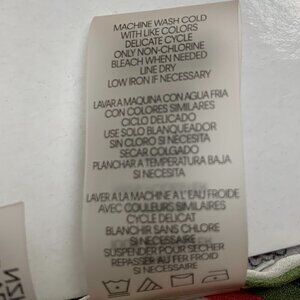 MACHINE WASH COLD
WITH LIKE COLORS
DELICATE CYCLE
ONLY NON-CHLORINE
BLEACH WHEN NEEDED
LINE DRY
LOW IRON IF NECESSARY
LAVAR A MAQUINA CON AGUA FRIA
CON COLORES SIMILARES
CICLO DELICADO
USE SOLO BLANQUEADOR
SIN CLORO SI NECESITA
SECAR COLGADO
PLANCHAR A TEMPERATURA BAJA
SI NECESITA
LAVER A LA MACHINE A L'EAU FROIDE
AVEC COULEURS SIMILAIRES
CYCLE DELICAT
BLANCHIR SANS CHLORE
SI NECESSAIRE
SUSPENDRE POUR SECHER
REPASSER AU FER FROID
SI NECESSAIRE